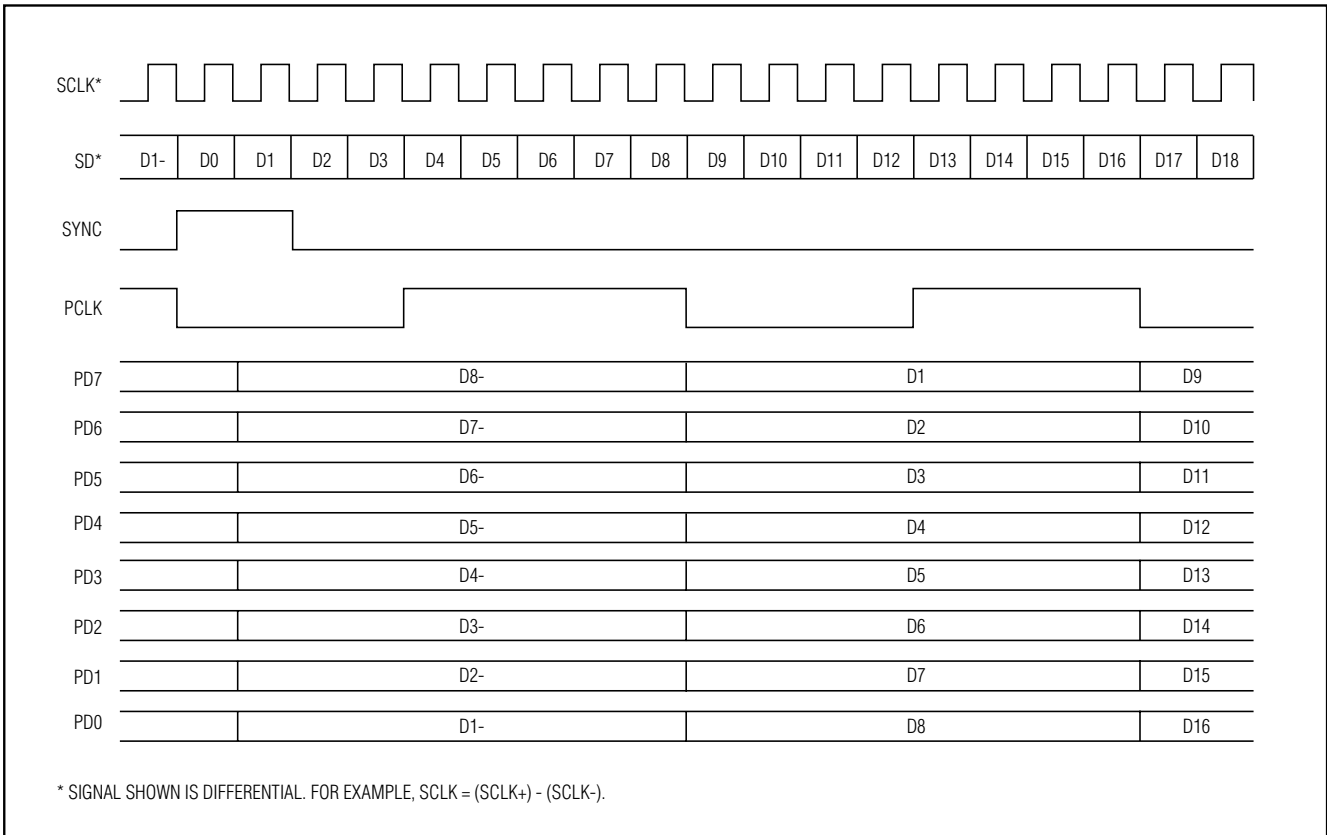 SCLK*
SD* D1- D0 D1 D2 D3 D4 D5 D6 D7 D8 D9 D10 D11 D12 D13 D14 D15 D16 D17 D18
SYNC
PCLK
PD7 D8- D1 D9
PD6 D7- D2 D10
PD5 D6- D3 D11
PD4 D5- D4 D12
PD3 D4- D5 D13
PD2 D3- D6 D14
PD1 D2- D7 D15
PD0 D1- D8 D16
* SIGNAL SHOWN IS DIFFERENTIAL. FOR EXAMPLE, SCLK = (SCLK+) - (SCLK-).